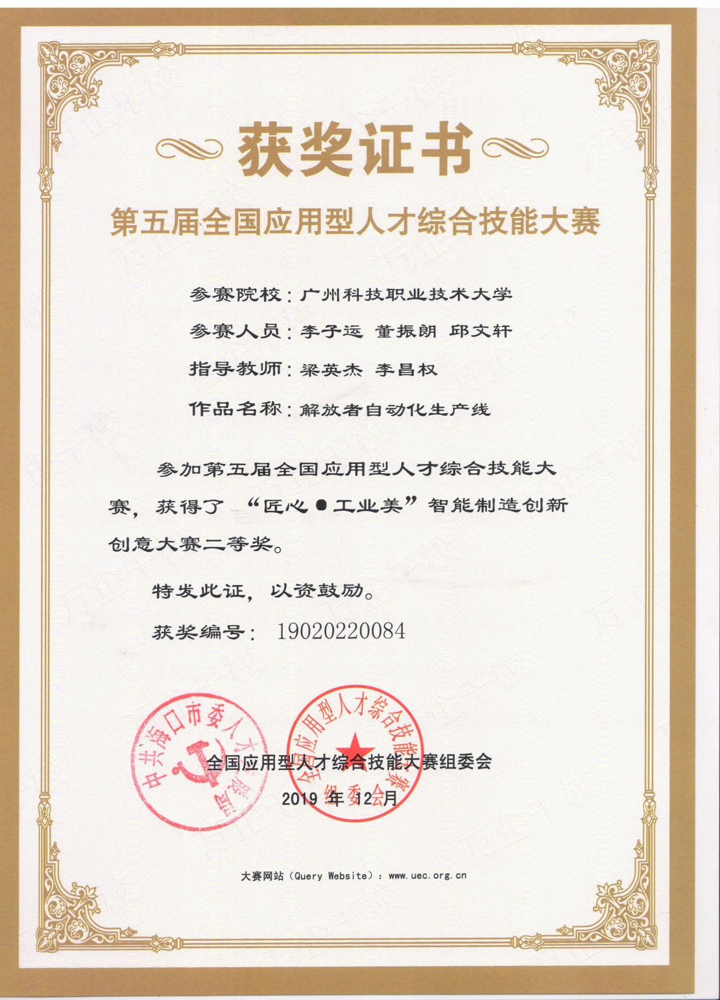 获奖证书
第五届全国应用型人才综合技能大赛
参赛院校：广州科技职业技术大学
参赛人员：李子运 董振朗 邱文轩
指导教师：梁英杰 李昌权
作品名称：解放者自动化生产线
参加第五届全国应用型人才综合技能大
赛，获得了 “匠心●工业美”智能制造创新
创意大赛二等奖。
特发此证，以资鼓励。
获奖编号： 19020220084
中共海口市委人才发展局
全国应用型人才综合技能大赛
组委会
全国应用型人才综合技能大赛组委会
2019 年 12 月
大赛网站（Query Website）：www.uec.org.cn
万企千校